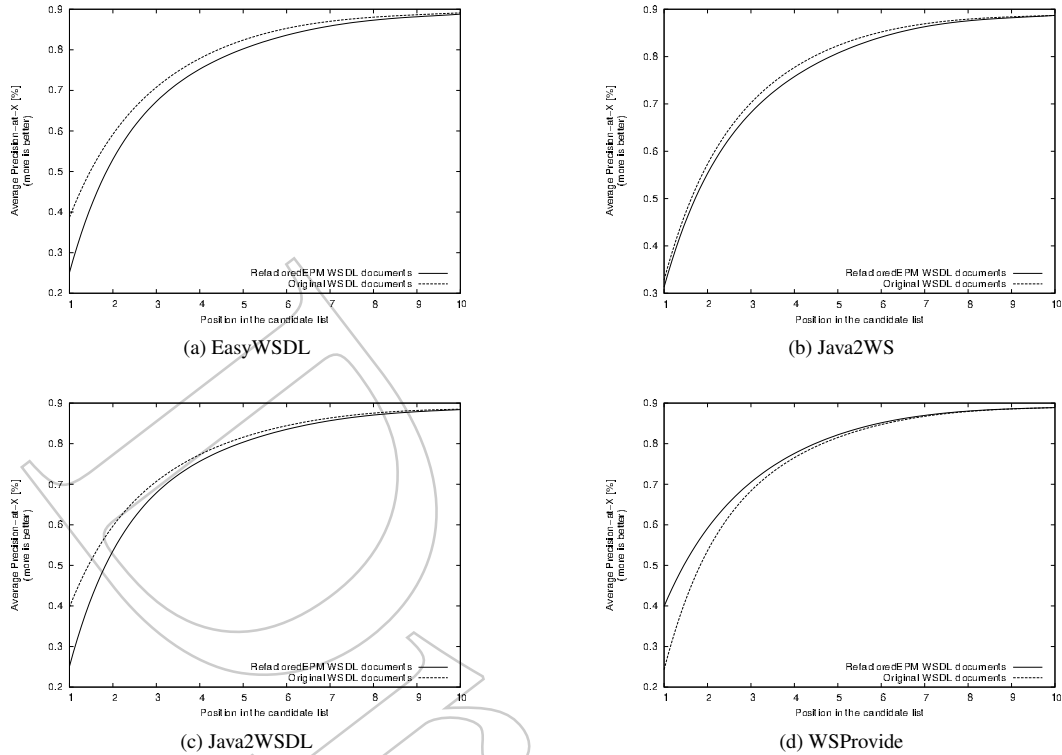 0.9
0.8
0.7
0.6
0.5
0.4
0.3
0.2
Average Precision-at-X [%]
(more is better)
RefactoredEPM WSDL documents
Original WSDL documents
1 2 3 4 5 6 7 8 9 10
Position in the candidate list
(a) EasyWSDL
0.9
0.8
0.7
0.6
0.5
0.4
0.3
Average Precision-at-X [%]
(more is better)
RefactoredEPM WSDL documents
Original WSDL documents
1 2 3 4 5 6 7 8 9 10
Position in the candidate list
(b) Java2WS
0.9
0.8
0.7
0.6
0.5
0.4
0.3
0.2
Average Precision-at-X [%]
(more is better)
RefactoredEPM WSDL documents
Original WSDL documents
1 2 3 4 5 6 7 8 9 10
Position in the candidate list
(c) Java2WSDL
0.9
0.8
0.7
0.6
0.5
0.4
0.3
0.2
Average Precision-at-X [%]
(more is better)
RefactoredEPM WSDL documents
Original WSDL documents
1 2 3 4 5 6 7 8 9 10
Position in the candidate list
(d) WSProvide